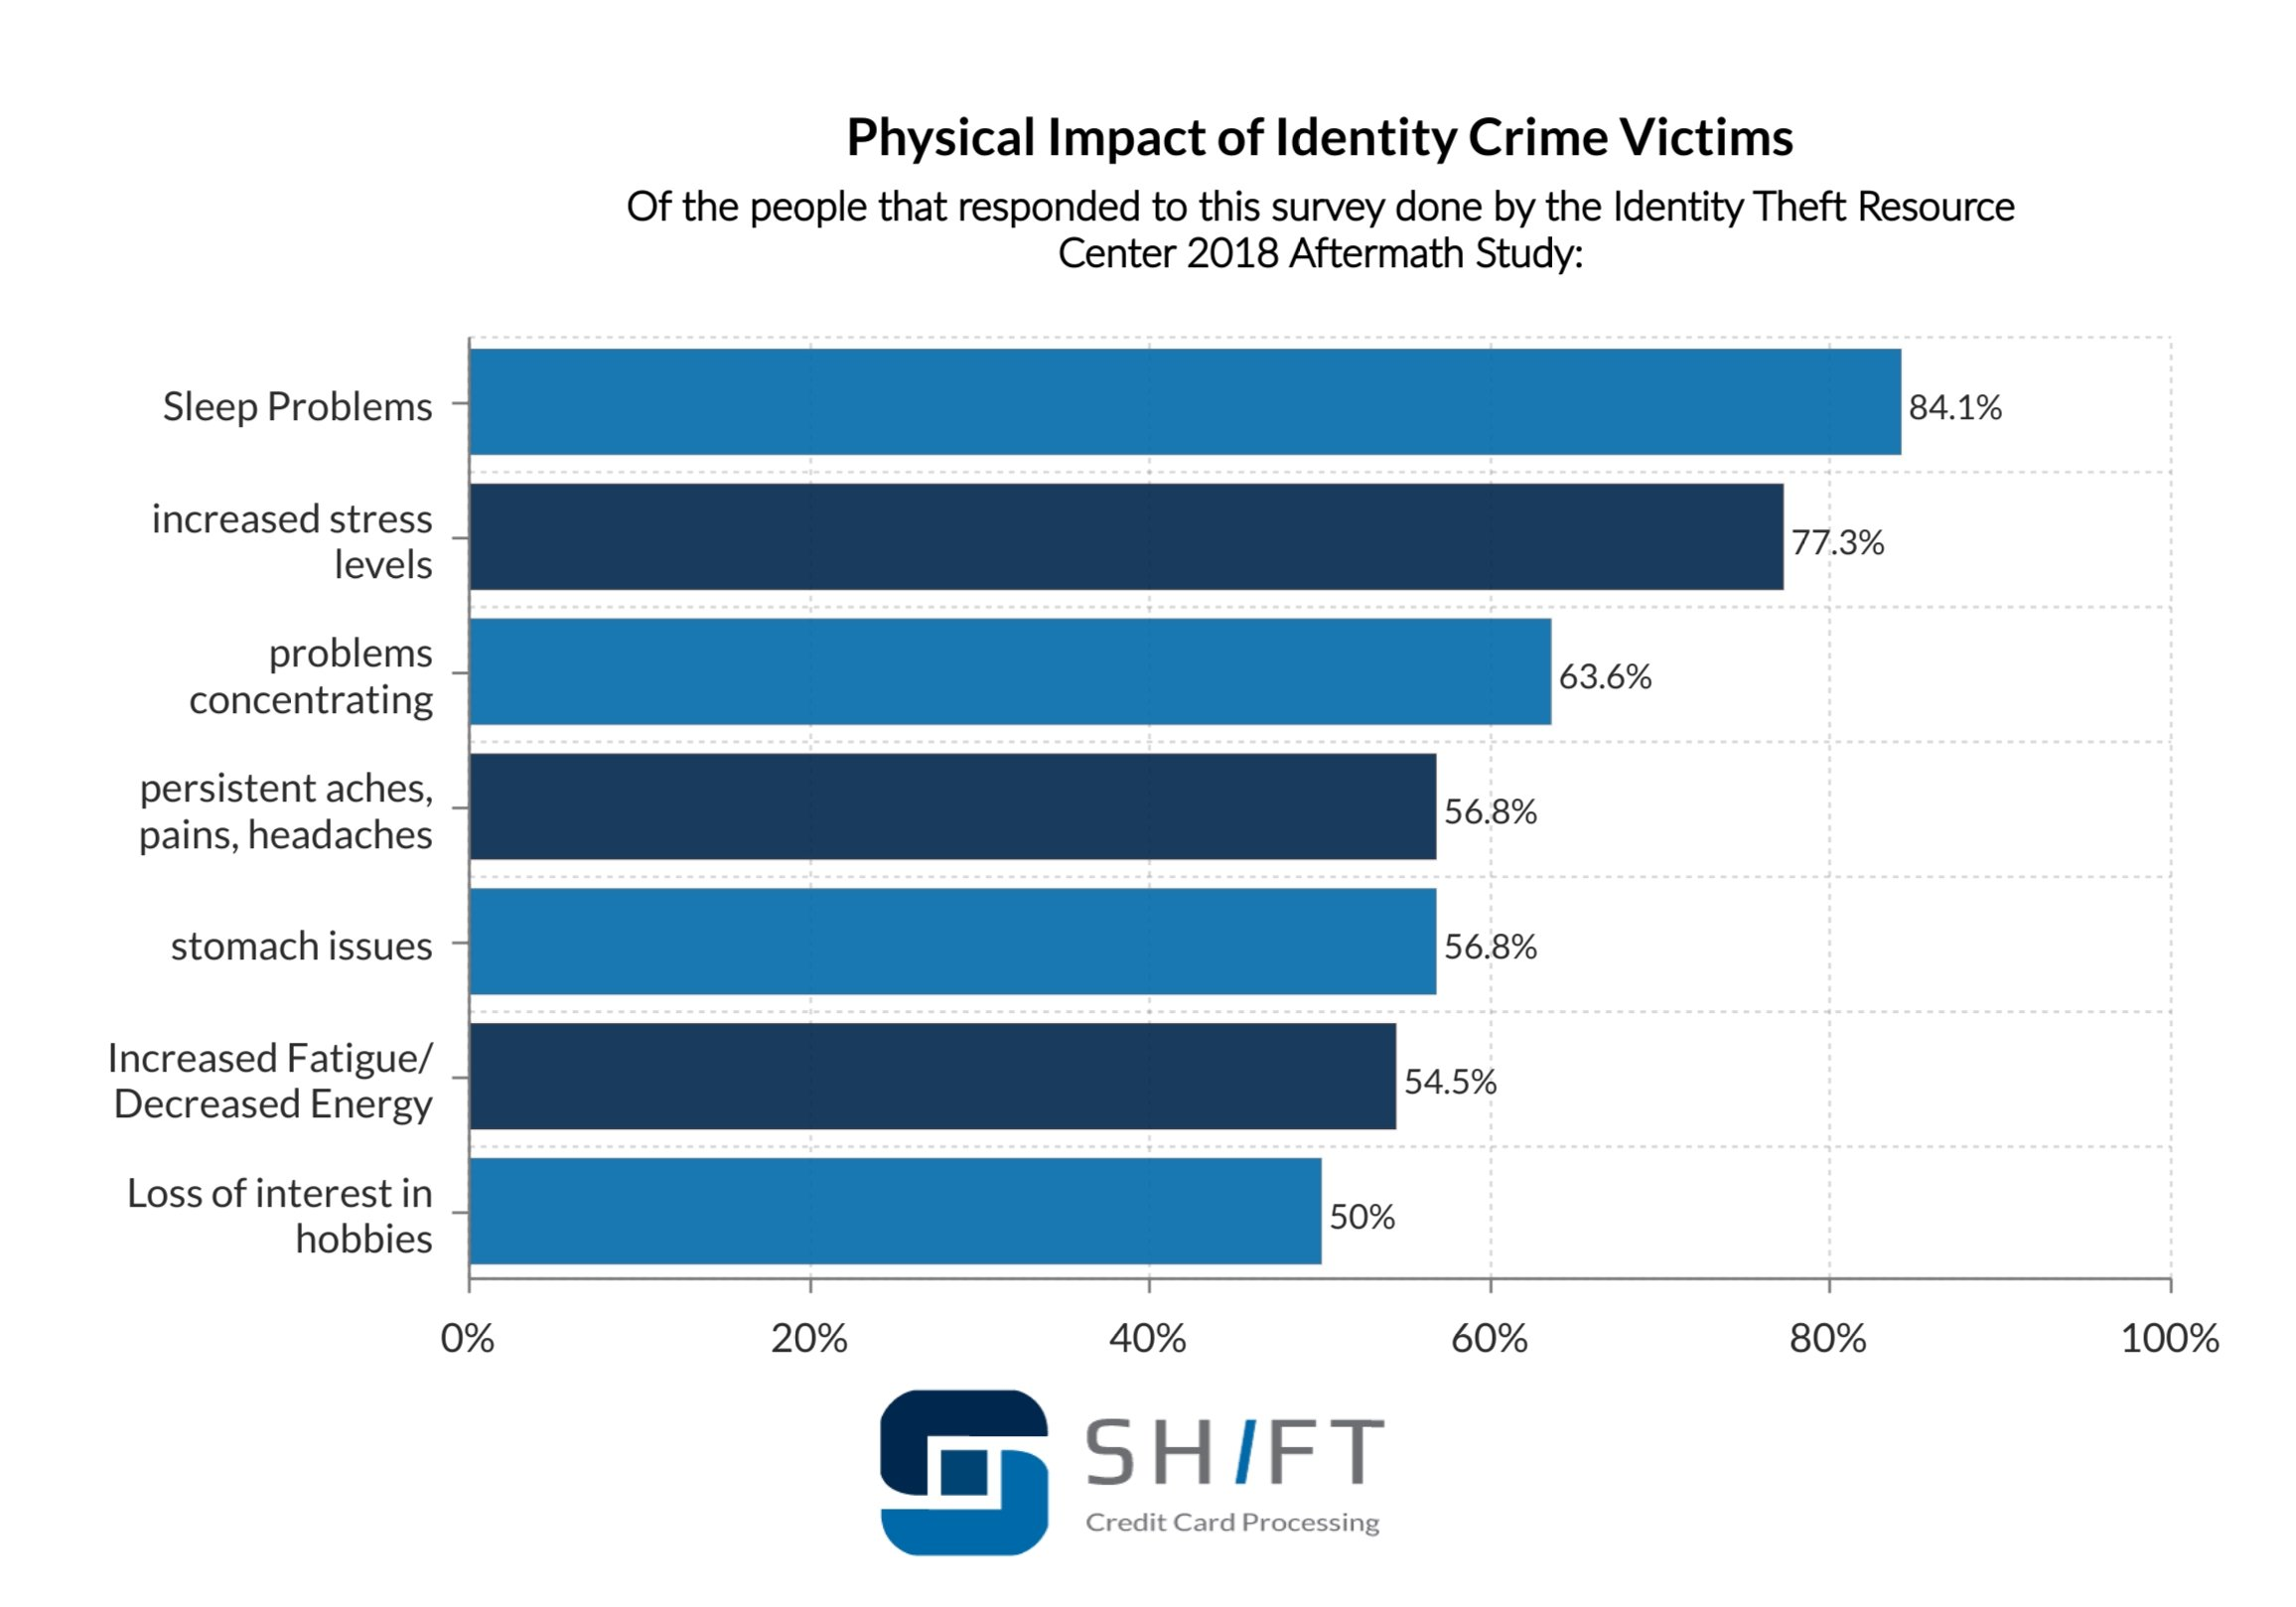 Physical Impact of Identity Crime Victims
Of the people that responded to this survey done by the Identity Theft Resource
Center 2018 Aftermath Study:
Sleep Problems
84.1%
increased stress
levels
77.3%
problems
concentrating
63.6%
persistent aches,
pains, headaches
56.8%
stomach issues
56.8%
Increased Fatigue/
Decreased Energy
54.5%
Loss of interest in
hobbies
50%
0% 20% 40% 60% 80% 100%
SHIFT
Credit Card Processing